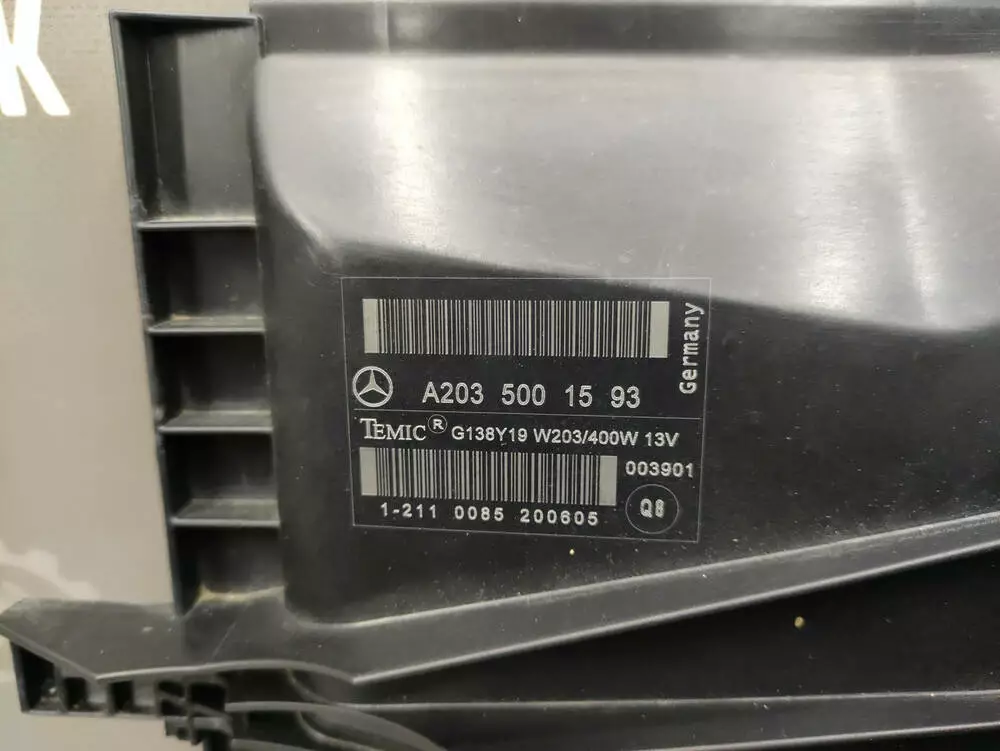 K
Germany
A203 500 15 93
TEMIC® G138Y19 W203/400W 13V
003901
1-211 0085 200605
Q8